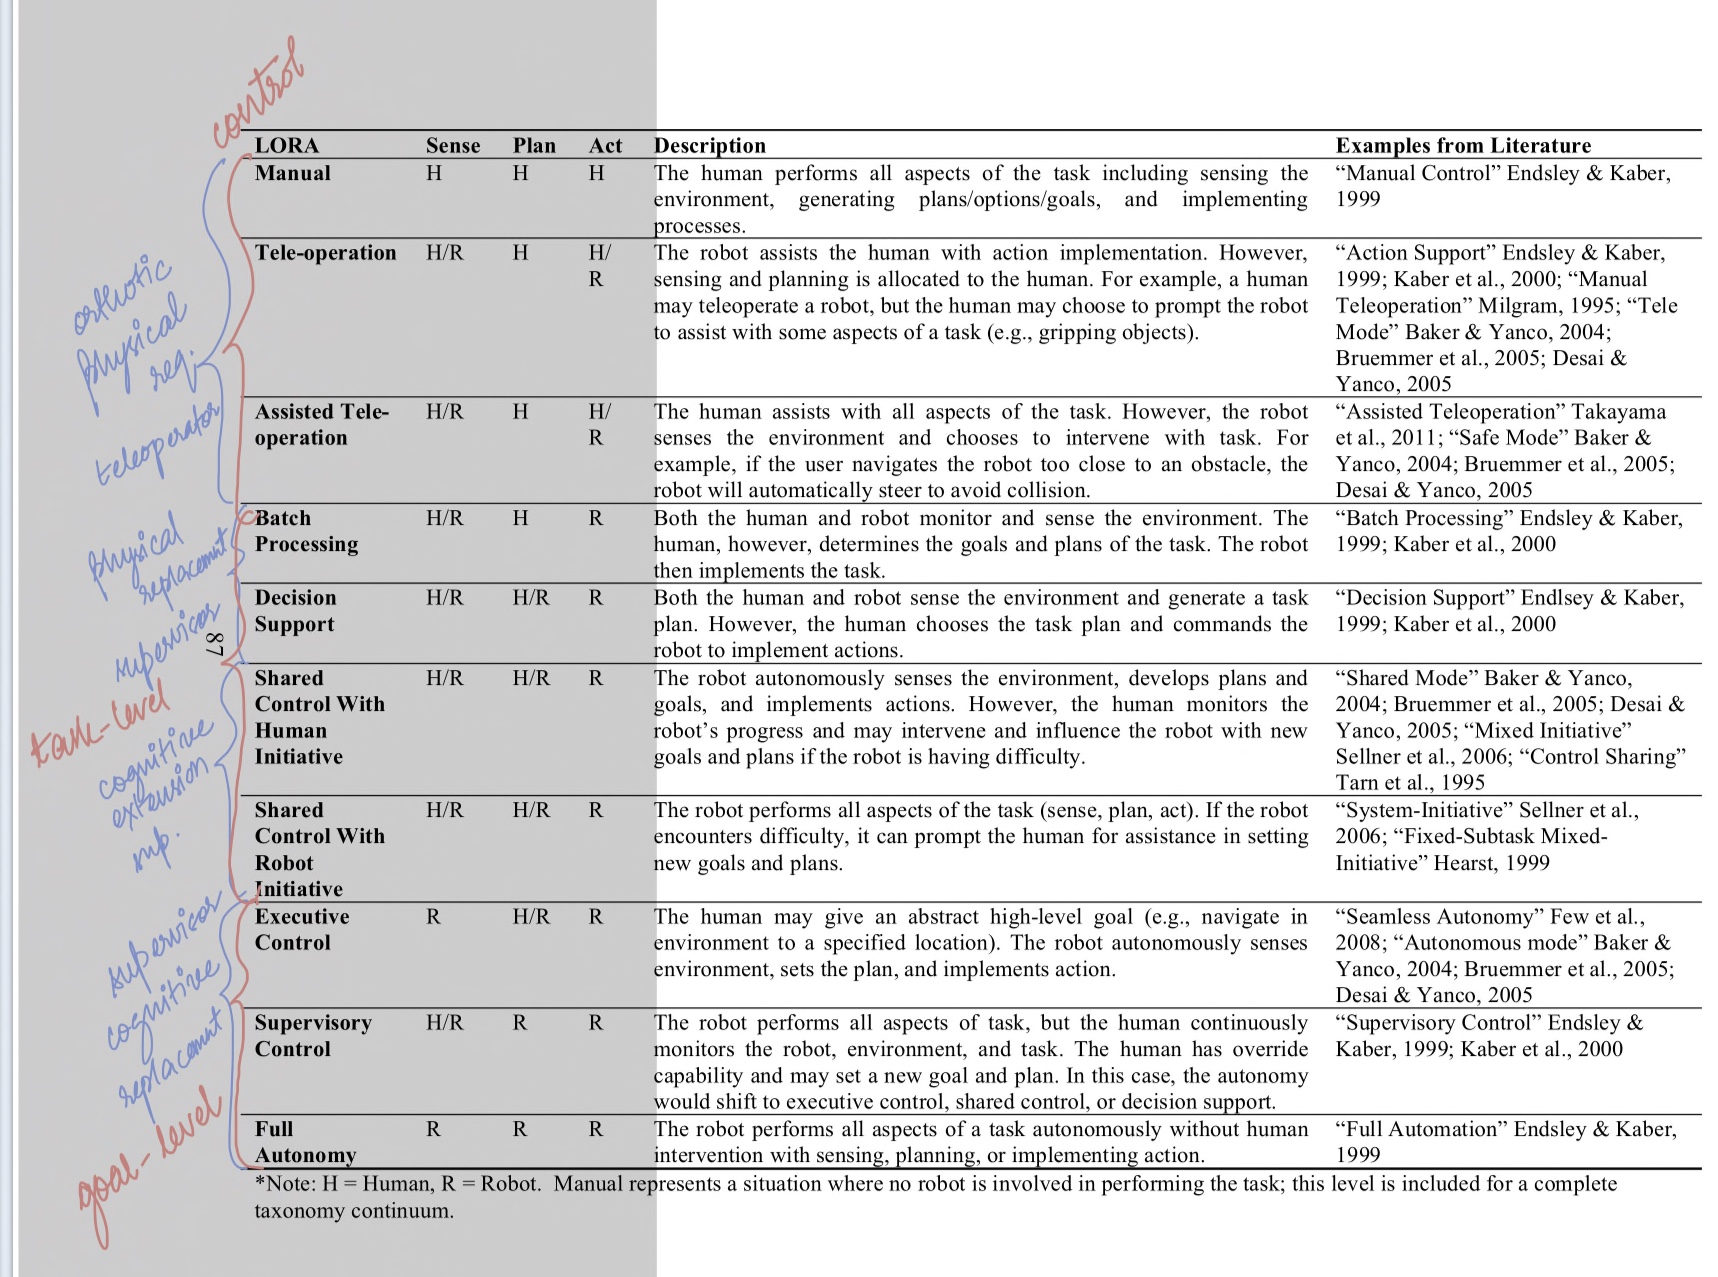 control
LORA Sense Plan Act Description Examples from Literature
Manual H H H The human performs all aspects of the task including sensing the “Manual Control” Endsley & Kaber,
environment, generating plans/options/goals, and implementing 1999
processes.
Tele-operation H/R H H/ The robot assists the human with action implementation. However, “Action Support” Endsley & Kaber,
R sensing and planning is allocated to the human. For example, a human 1999; Kaber et al., 2000; “Manual
may teleoperate a robot, but the human may choose to prompt the robot Teleoperation” Milgram, 1995; “Tele
to assist with some aspects of a task (e.g., gripping objects). Mode” Baker & Yanco, 2004;
Bruemmer et al., 2005; Desai &
Yanco, 2005
Assisted Tele- H/R H H/ The human assists with all aspects of the task. However, the robot “Assisted Teleoperation” Takayama
operation R senses the environment and chooses to intervene with task. For et al., 2011; “Safe Mode” Baker &
example, if the user navigates the robot too close to an obstacle, the Yanco, 2004; Bruemmer et al., 2005;
robot will automatically steer to avoid collision. Desai & Yanco, 2005
Batch H/R H R Both the human and robot monitor and sense the environment. The “Batch Processing” Endsley & Kaber,
Processing human, however, determines the goals and plans of the task. The robot 1999; Kaber et al., 2000
then implements the task.
Decision H/R H/R R Both the human and robot sense the environment and generate a task “Decision Support” Endlsey & Kaber,
Support plan. However, the human chooses the task plan and commands the 1999; Kaber et al., 2000
robot to implement actions.
Shared H/R H/R R The robot autonomously senses the environment, develops plans and “Shared Mode” Baker & Yanco,
Control With goals, and implements actions. However, the human monitors the 2004; Bruemmer et al., 2005; Desai &
Human robot’s progress and may intervene and influence the robot with new Yanco, 2005; “Mixed Initiative”
Initiative goals and plans if the robot is having difficulty. Sellner et al., 2006; “Control Sharing”
Tarn et al., 1995
Shared H/R H/R R The robot performs all aspects of the task (sense, plan, act). If the robot “System-Initiative” Sellner et al.,
Control With encounters difficulty, it can prompt the human for assistance in setting 2006; “Fixed-Subtask Mixed-
Robot new goals and plans. Initiative” Hearst, 1999
Initiative
Executive R H/R R The human may give an abstract high-level goal (e.g., navigate in “Seamless Autonomy” Few et al.,
Control environment to a specified location). The robot autonomously senses 2008; “Autonomous mode” Baker &
environment, sets the plan, and implements action. Yanco, 2004; Bruemmer et al., 2005;
Desai & Yanco, 2005
Supervisory H/R R R The robot performs all aspects of task, but the human continuously “Supervisory Control” Endsley &
Control monitors the robot, environment, and task. The human has override Kaber, 1999; Kaber et al., 2000
capability and may set a new goal and plan. In this case, the autonomy
would shift to executive control, shared control, or decision support.
Full R R R The robot performs all aspects of a task autonomously without human “Full Automation” Endsley & Kaber,
Autonomy intervention with sensing, planning, or implementing action. 1999
*Note: H = Human, R = Robot. Manual represents a situation where no robot is involved in performing the task; this level is included for a complete
taxonomy continuum.
orthotic
physical
req.
teleoperator
physical
replacement
supervisor
87
task-level
cognitive
extension
sup.
supervisor
cognitive
replacement
goal-level